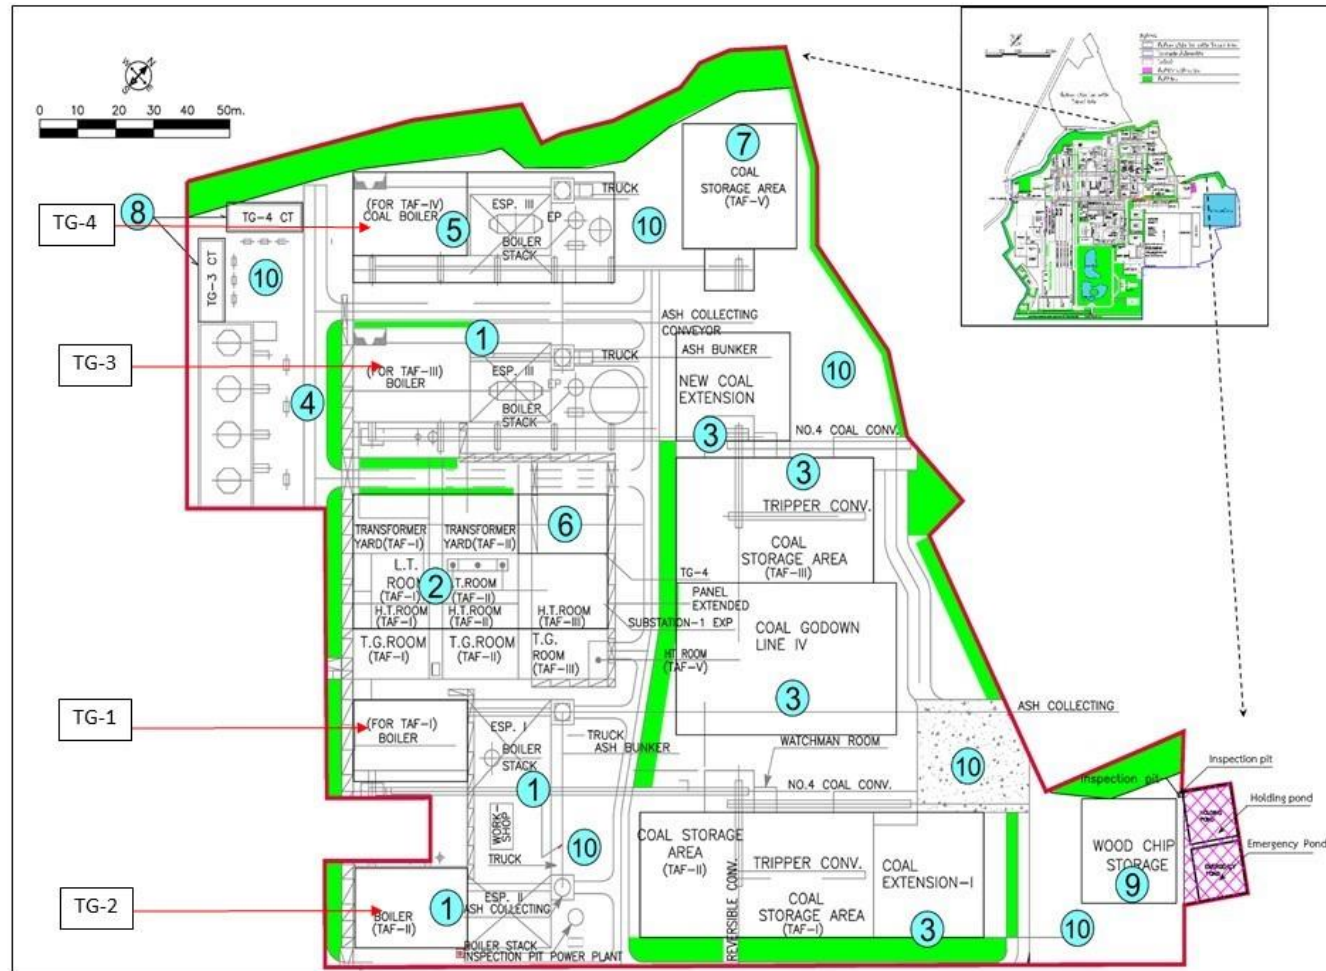 0 10 20 30 40 50m.
7
COAL
STORAGE AREA
(TAF-V)
8
TG-4 CT
TG-3 CT
10
TG-4
(FOR TAF-IV)
COAL BOILER
5
ESP. III
EP
BOILER
STACK
TRUCK
10
ASH COLLECTING
CONVEYOR
TG-3
1
(FOR TAF-III)
BOILER
ESP. III
EP
BOILER
STACK
TRUCK
ASH BUNKER
NEW COAL
EXTENSION
10
4
3
NO.4 COAL CONV.
3
TRIPPER CONV.
COAL
STORAGE AREA
(TAF-III)
TRANSFORMER
YARD(TAF-I)
TRANSFORMER
YARD(TAF-II)
6
L.T.
ROOM
(TAF-I)
2
L.T.ROOM
(TAF-II)
H.T.ROOM
(TAF-I)
H.T.ROOM
(TAF-II)
H.T.ROOM
(TAF-III)
TG-4
PANEL
EXTENDED
SUBSTATION-1 EXP
T.G.ROOM
(TAF-I)
T.G.ROOM
(TAF-II)
T.G.
ROOM
(TAF-III)
HT ROOM
(TAF-V)
COAL GODOWN
LINE IV
3
TG-1
(FOR TAF-I)
BOILER
ESP. I
BOILER
STACK
TRUCK
ASH BUNKER
ASH COLLECTING
WATCHMAN ROOM
NO.4 COAL CONV.
10
1
WORK
SHOP
10
TRUCK
COAL STORAGE
AREA
(TAF-II)
REVERSIBLE CONV.
TRIPPER CONV.
COAL
STORAGE AREA
(TAF-I)
COAL
EXTENSION-I
3
TG-2
BOILER
(TAF-II)
1
ESP. II
ASH COLLECTING
BOILER STACK
INSPECTION PIT POWER PLANT
Inspection pit
Inspection pit
Holding pond
HOLDING
POND
Emergency Pond
EMERGENCY
POND
WOOD CHIP
STORAGE
9
10